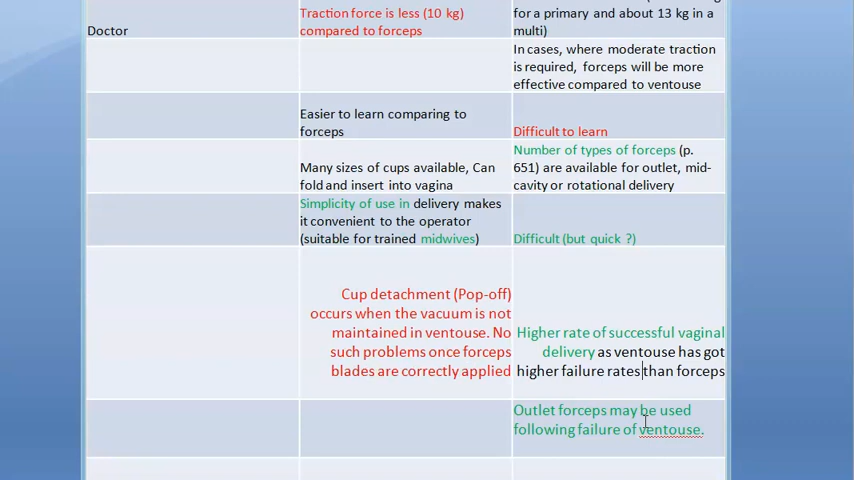 Traction force is less (10 kg)
for a primary and about 13 kg in a
Doctor
compared to forceps
multi)
In cases, where moderate traction
is required, forceps will be more
effective compared to ventouse
Easier to learn comparing to
forceps
Difficult to learn
Many sizes of cups available, Can
fold and insert into vagina
Number of types of forceps (p.
651) are available for outlet, mid-
cavity or rotational delivery
Simplicity of use in delivery makes
it convenient to the operator
(suitable for trained midwives)
Difficult (but quick ?)
Cup detachment (Pop-off)
occurs when the vacuum is not
maintained in ventouse. No
such problems once forceps
blades are correctly applied
Higher rate of successful vaginal
delivery as ventouse has got
higher failure rates than forceps
Outlet forceps may be used
following failure of ventouse.